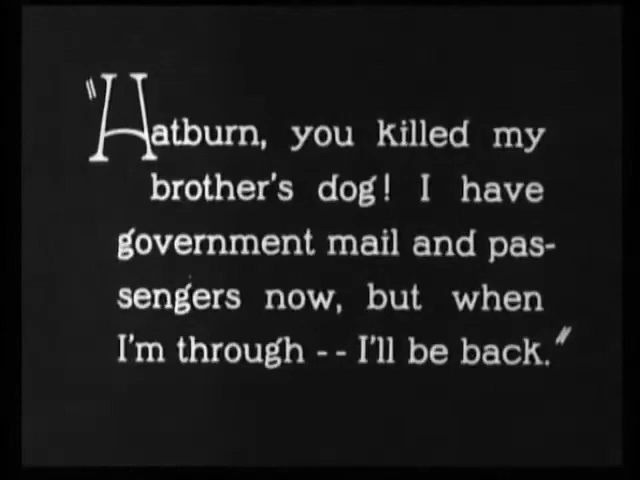 "Hatburn, you killed my
brother's dog! I have
government mail and pas-
sengers now, but when
I'm through -- I'll be back."